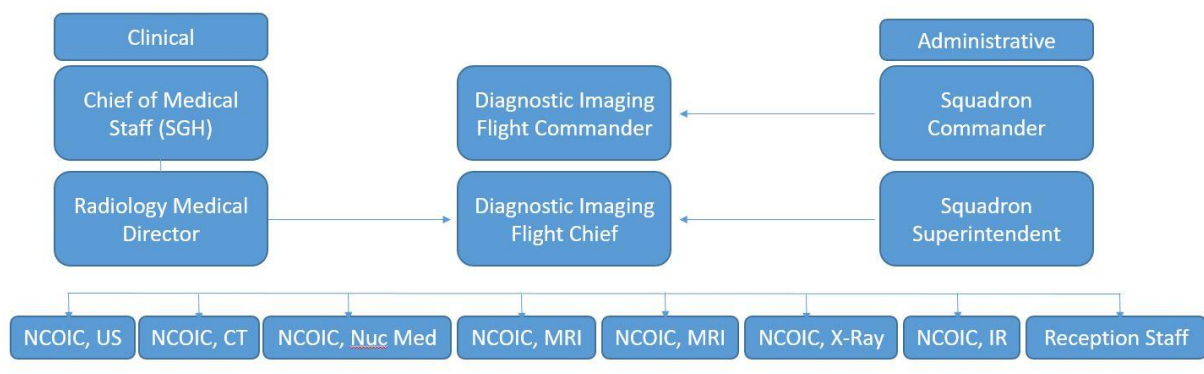 Clinical
Administrative
Chief of Medical
Staff (SGH)
Diagnostic Imaging
Flight Commander
Squadron
Commander
Radiology Medical
Director
Diagnostic Imaging
Flight Chief
Squadron
Superintendent
NCOIC, US
NCOIC, CT
NCOIC, Nuc Med
NCOIC, MRI
NCOIC, MRI
NCOIC, X-Ray
NCOIC, IR
Reception Staff